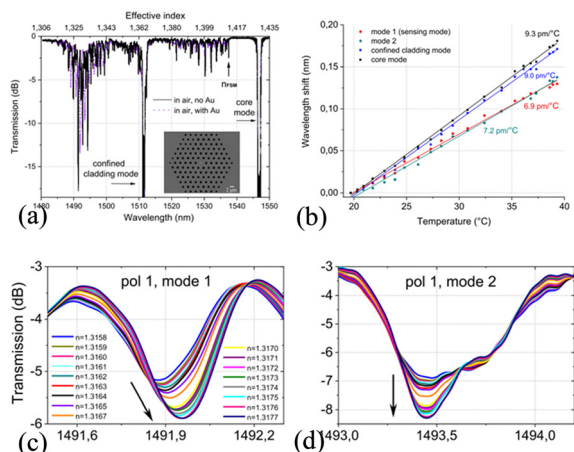 Effective index
1,306 1,325 1,343 1,362 1,380 1,399 1,417 1,435
Transmission (dB)
0
-5
-10
-15
nFSM
in air, no Au
in air, with Au
core
mode
confined
cladding mode
(a)
1480 1490 1500 1510 1520 1530 1540 1550
Wavelength (nm)
Wavelength shift (nm)
0,20
0,15
0,10
0,05
0,00
mode 1 (sensing mode)
mode 2
confined cladding mode
core mode
9.3 pm/°C
9.0 pm/°C
6.9 pm/°C
7.2 pm/°C
(b)
15 20 25 30 35 40
Temperature (°C)
Transmission (dB)
-3
-4
-5
-6
pol 1, mode 1
n=1.3158
n=1.3159
n=1.3160
n=1.3161
n=1.3162
n=1.3163
n=1.3164
n=1.3165
n=1.3167
n=1.3170
n=1.3171
n=1.3172
n=1.3173
n=1.3174
n=1.3175
n=1.3176
n=1.3177
(c)
1491,6 1491,9 1492,2
-3
-4
-5
-6
-7
-8
pol 1, mode 2
(d)
1493,0 1493,5 1494,0